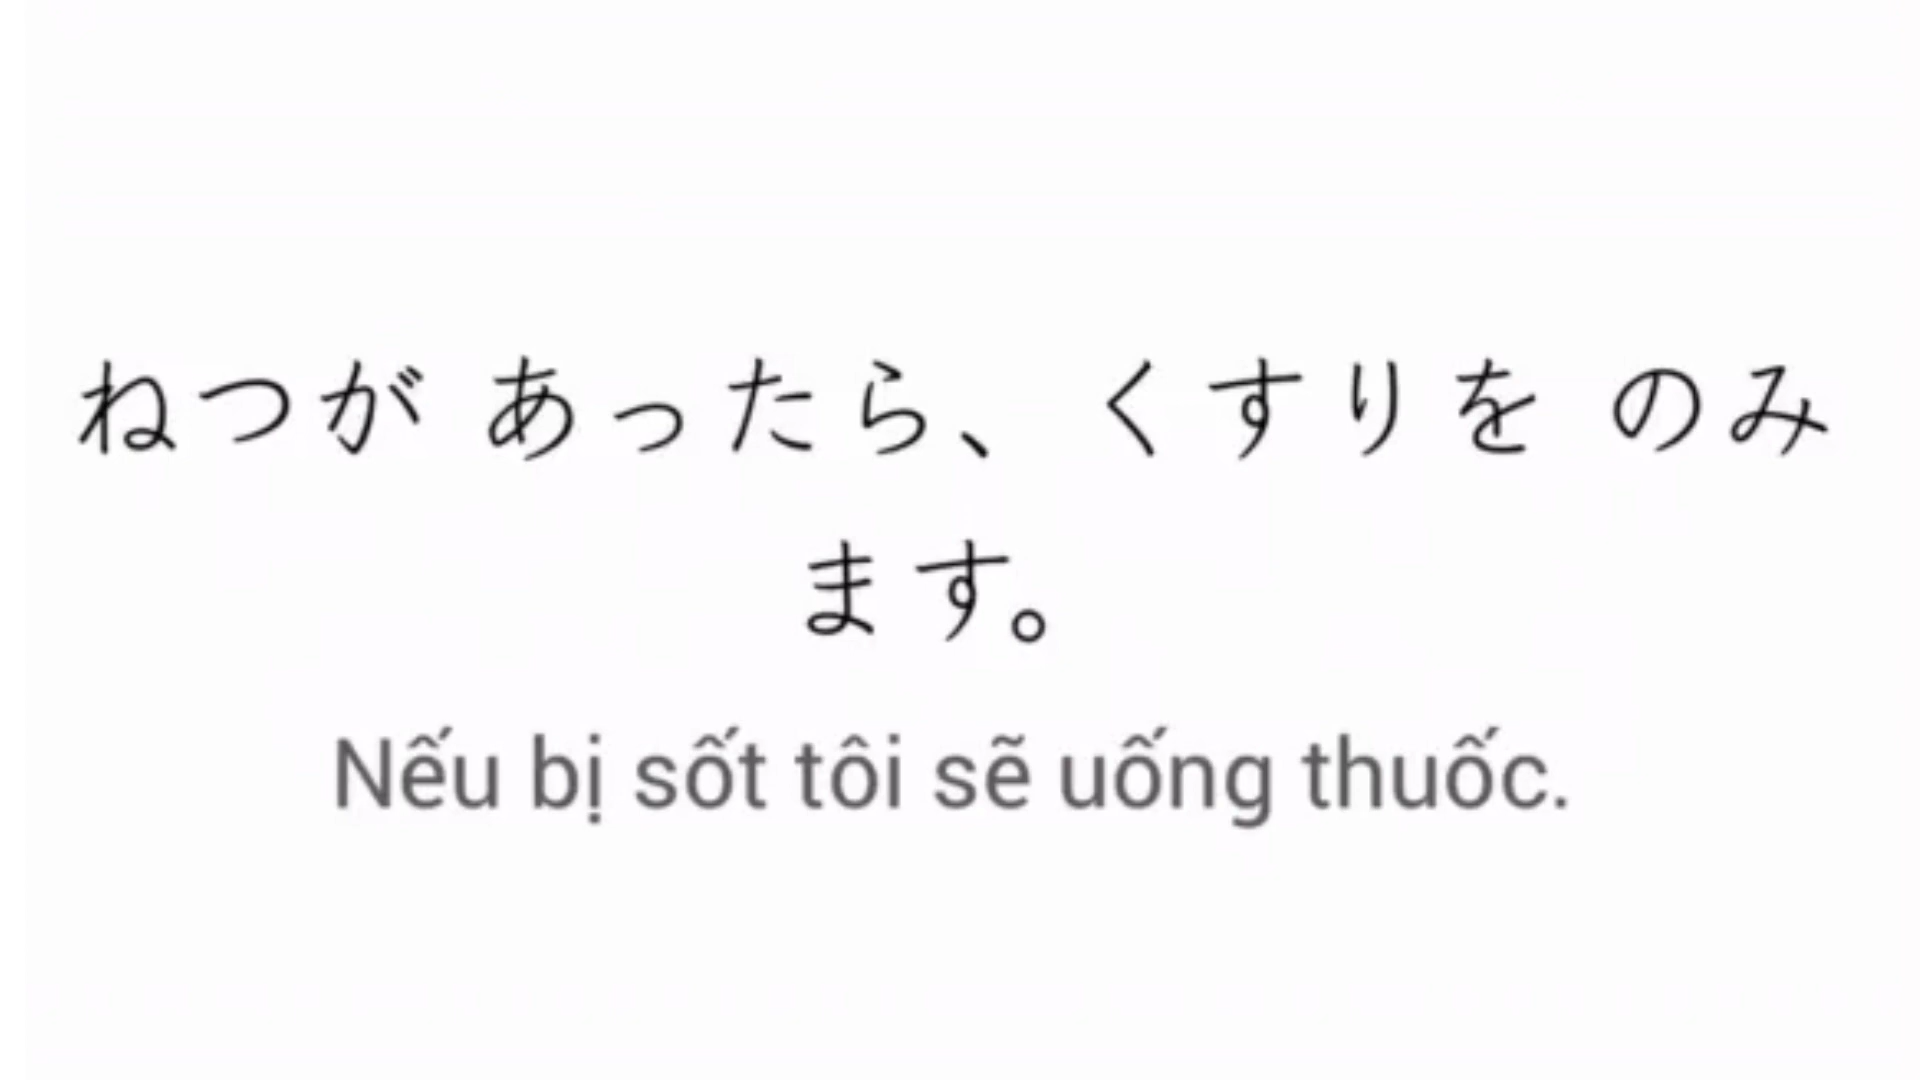 ねつが あったら、くすりを のみ
ます。
Nếu bị sốt tôi sẽ uống thuốc.